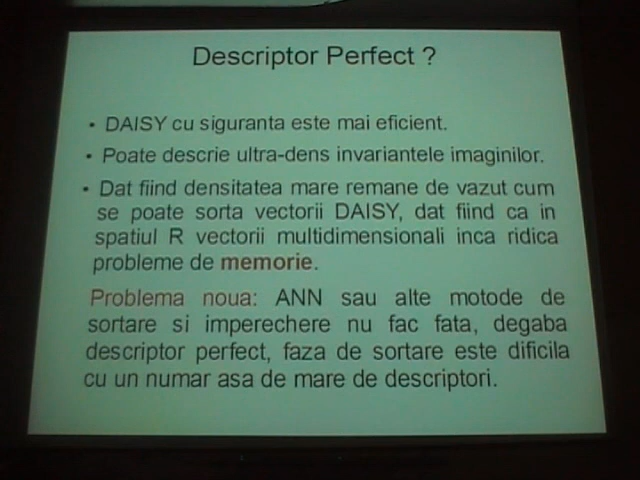 Descriptor Perfect ?
• DAISY cu siguranta este mai eficient.
• Poate descrie ultra-dens invariantele imaginilor.
• Dat fiind densitatea mare remane de vazut cum
se poate sorta vectorii DAISY, dat fiind ca in
spatiul R vectorii multidimensionali inca ridica
probleme de memorie.
Problema noua: ANN sau alte motode de
sortare si imperechere nu fac fata, degaba
descriptor perfect, faza de sortare este dificila
cu un numar asa de mare de descriptori.